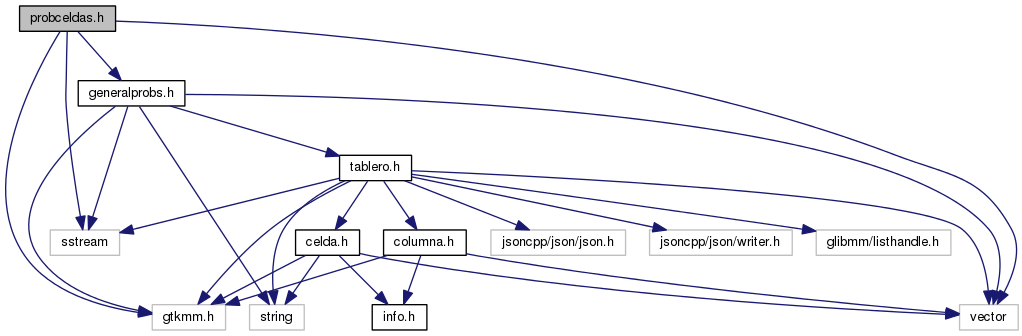 probceldas.h
generalprobs.h
tablero.h
sstream
celda.h
columna.h
jsoncpp/json/json.h
jsoncpp/json/writer.h
glibmm/listhandle.h
gtkmm.h
string
info.h
vector